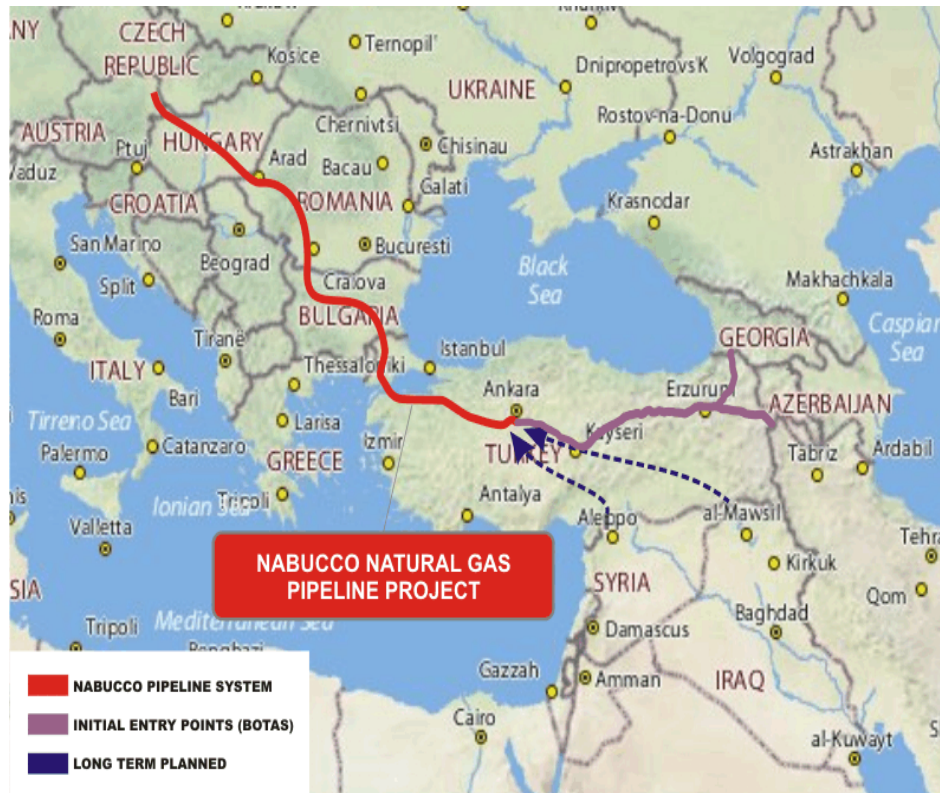 CZECH
REPUBLIC
Kosice
Ternopil'
UKRAINE
Dnipropetrovs'K
Volgograd
Rostov-na-Donu
Astrakhan
AUSTRIA
HUNGARY
Chernivtsi
Chisinau
Ptuj
Arad
Bacau
Vaduz
Galati
CROATIA
ROMANIA
Krasnodar
San Marino
Beograd
Bucuresti
Black
Sea
Makhachkala
Split
Craiova
Roma
BULGARIA
GEORGIA
Caspian
Sea
Tiranë
Thessaloniki
Istanbul
ITALY
Ankara
Erzurum
Bari
AZERBAIJAN
Tirreno Sea
Larisa
Izmir
Kayseri
Catanzaro
TURKEY
Tabriz
Ardabil
Palermo
GREECE
Ionian Sea
Tripoli
Antalya
Aleppo
al-Mawsil
Valletta
Kirkuk
NABUCCO NATURAL GAS
PIPELINE PROJECT
SYRIA
Qom
Tripoli
Mediterranean Sea
Damascus
Baghdad
Gazzah
Amman
IRAQ
Cairo
al-Kuwayt
NABUCCO PIPELINE SYSTEM
INITIAL ENTRY POINTS (BOTAS)
LONG TERM PLANNED